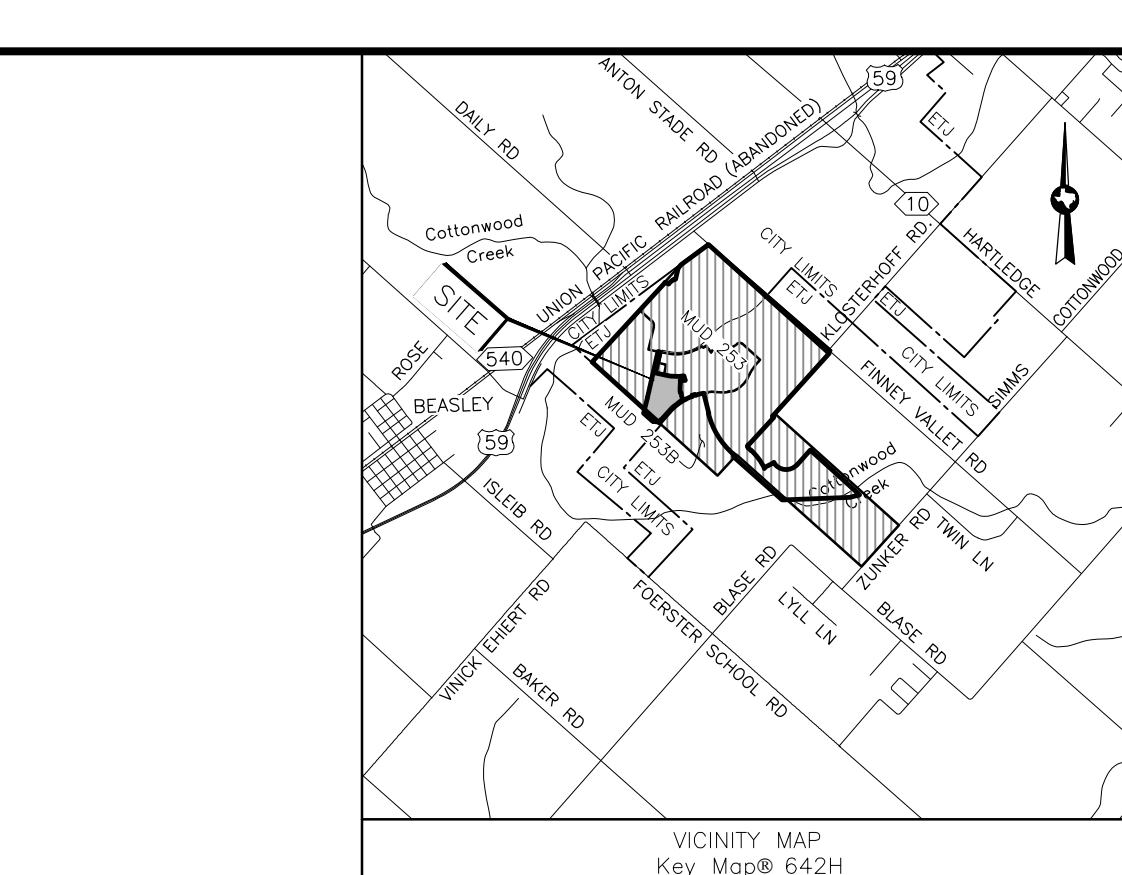 59
ANTON STADE RD
DAILY RD
ETJ
UNION PACIFIC RAILROAD (ABANDONED)
10
Cottonwood
Creek
CITY LIMITS
ETJ
KLOSTERHOFF RD.
HARTLEDGE
COTTONWOOD
SITE
CITY LIMITS
ETJ
ETJ
MUD 253
540
ROSE
BEASLEY
CITY LIMITS
SIMMS
FINNEY VALLET RD
59
MUD 253B
ETJ
ETJ
CITY LIMITS
Cottonwood
Creek
ISLEIB RD
ZUNKER RD
TWIN LN
BLASE RD
VINICK EHIERT RD
FOERSTER SCHOOL RD
LYLL LN
BLASE RD
BAKER RD
VICINITY MAP
Key Map® 642H